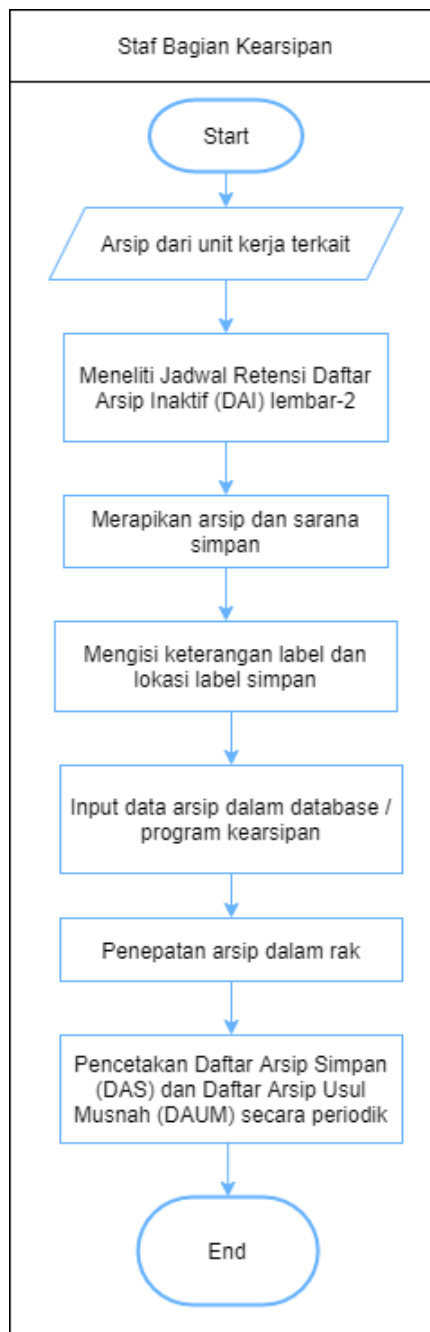 Staf Bagian Kearsipan
Start
Arsip dari unit kerja terkait
Meneliti Jadwal Retensi Daftar
Arsip Inaktif (DAI) lembar-2
Merapikan arsip dan sarana
simpan
Mengisi keterangan label dan
lokasi label simpan
Input data arsip dalam database /
program kearsipan
Penepatan arsip dalam rak
Pencetakan Daftar Arsip Simpan
(DAS) dan Daftar Arsip Usul
Musnah (DAUM) secara periodik
End